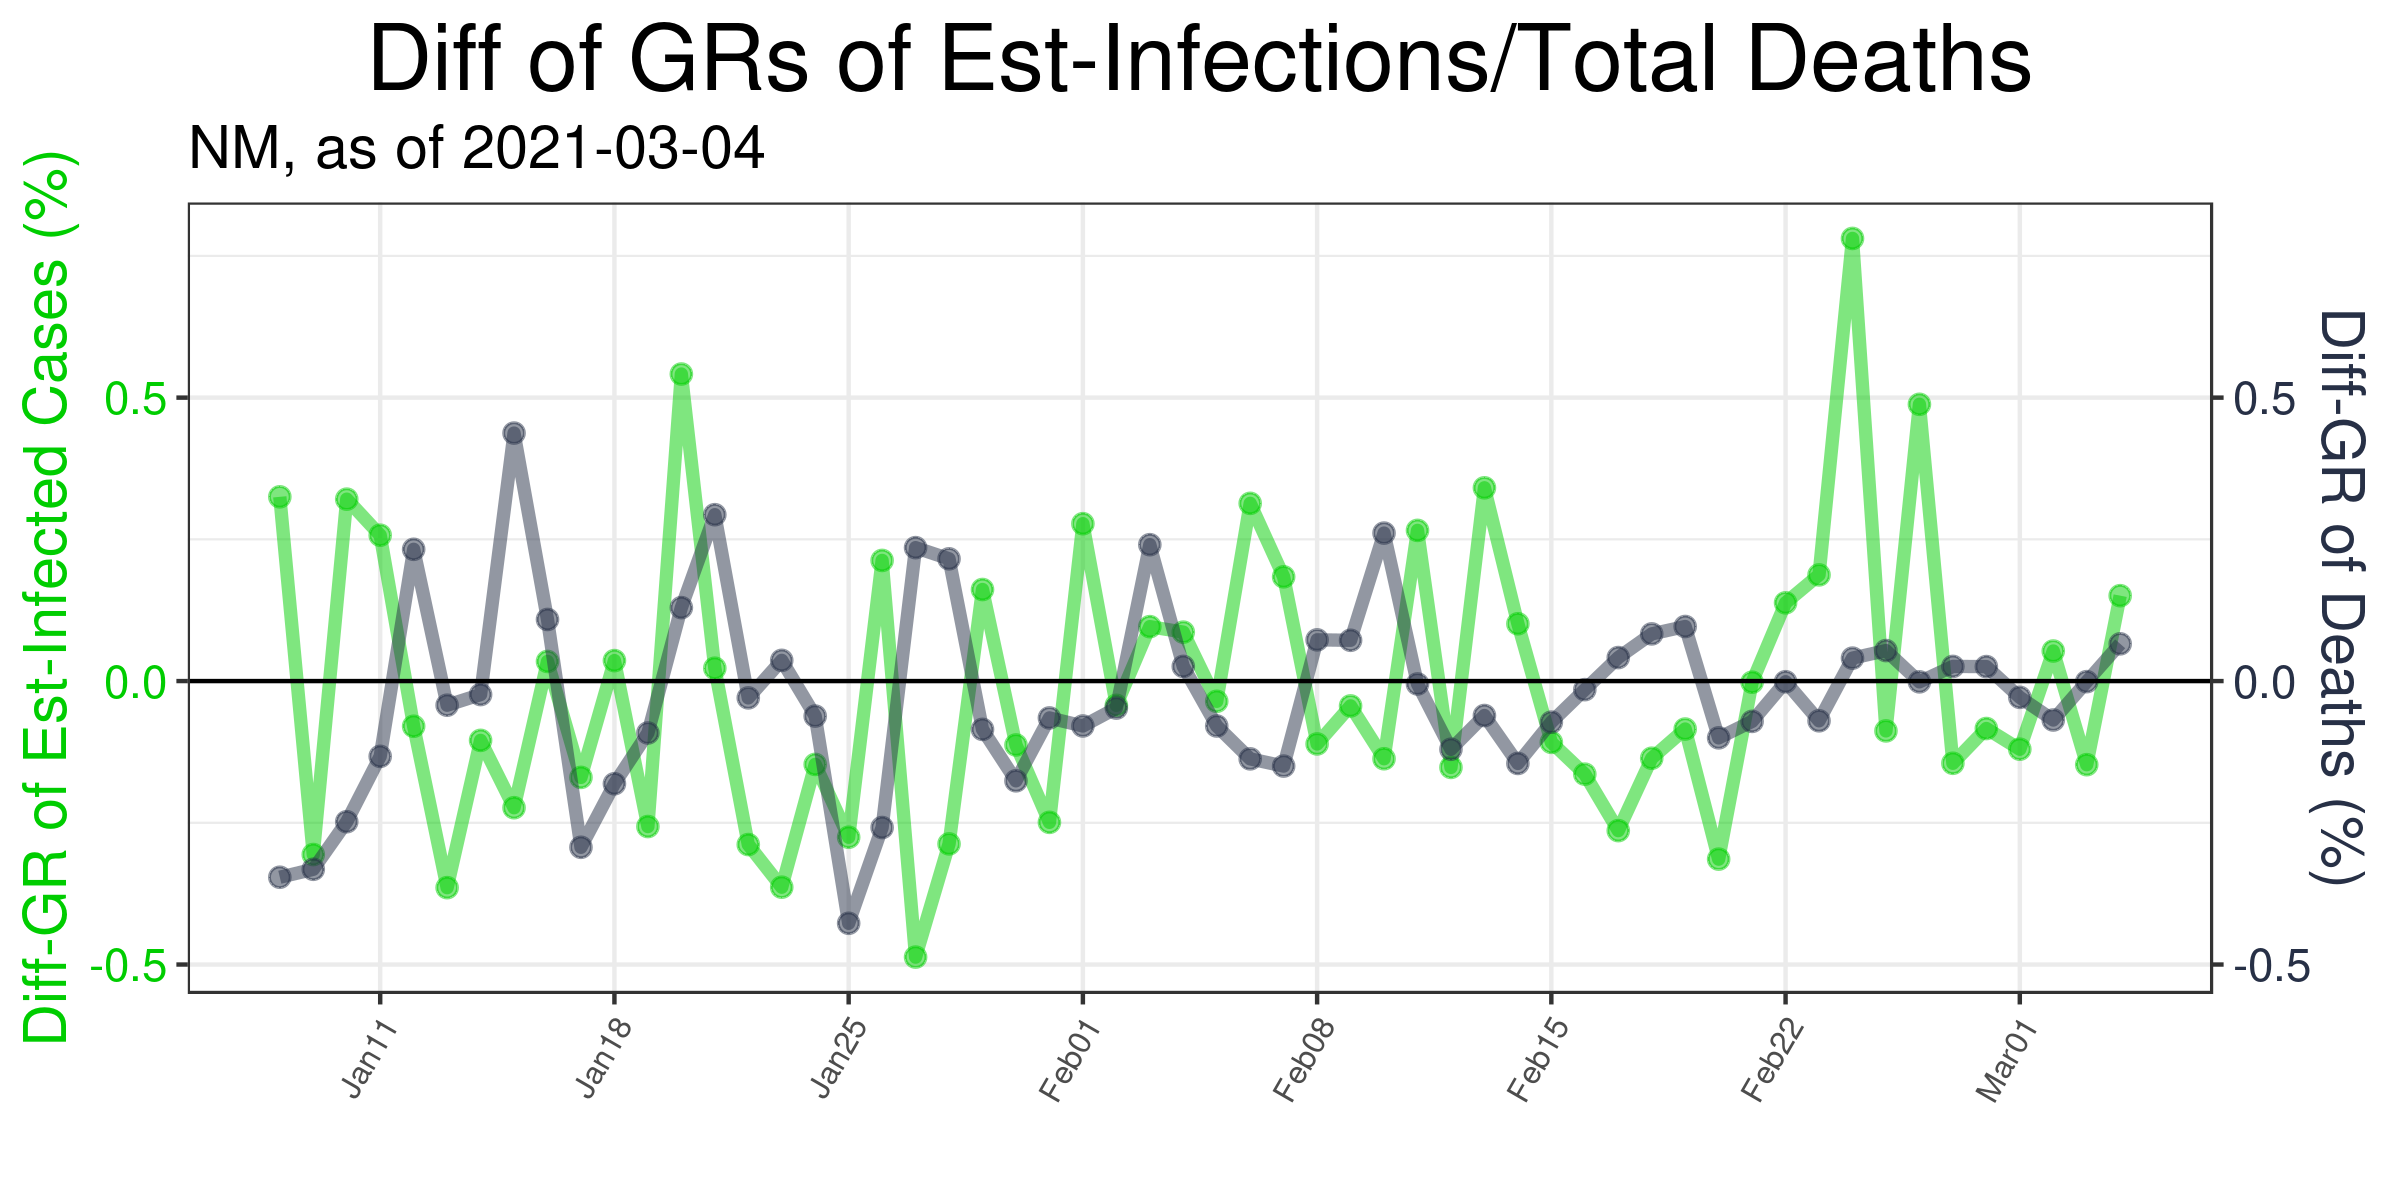 Diff of GRs of Est-Infections/Total Deaths
NM, as of 2021-03-04
Diff-GR of Est-Infected Cases (%)
0.5
0.0
-0.5
0.5
0.0
-0.5
Diff-GR of Deaths (%)
Jan11
Jan18
Jan25
Feb01
Feb08
Feb15
Feb22
Mar01